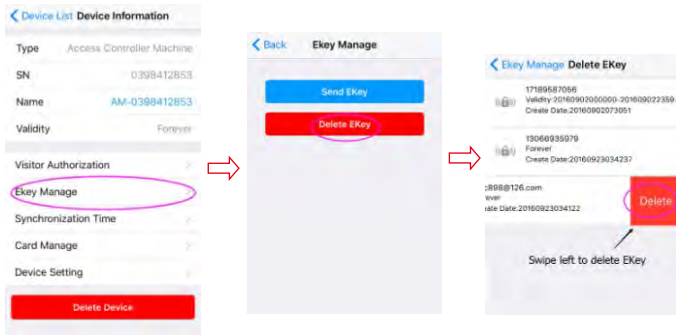 Device List Device Information
Type Access Controller Machine
SN 0398412853
Name AM-0398412853
Validity Forever
Visitor Authorization
Ekey Manage
Synchronization Time
Card Manage
Device Setting
Delete Device
Back Ekey Manage
Send EKey
Delete EKey
Ekey Manage Delete EKey
17189587056
Validity:20160902000000-201609022359
Create Date:20160902073051
13066935979
Forever
Create Date:20160923034237
:898@126.com
ever
eate Date:20160923034122
Delete
Swipe left to delete EKey